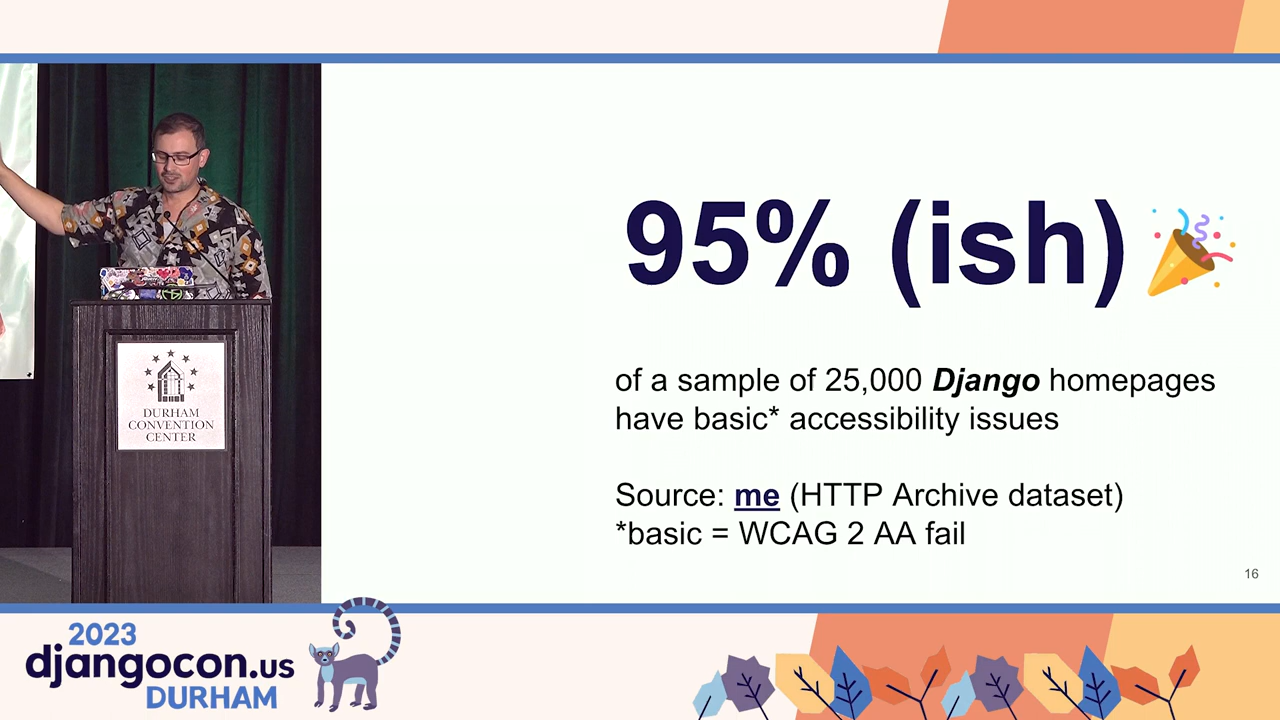 95% (ish)
of a sample of 25,000 Django homepages
have basic* accessibility issues
Source: me (HTTP Archive dataset)
*basic = WCAG 2 AA fail
16
DURHAM
CONVENTION
CENTER
2023
djangocon.us
DURHAM